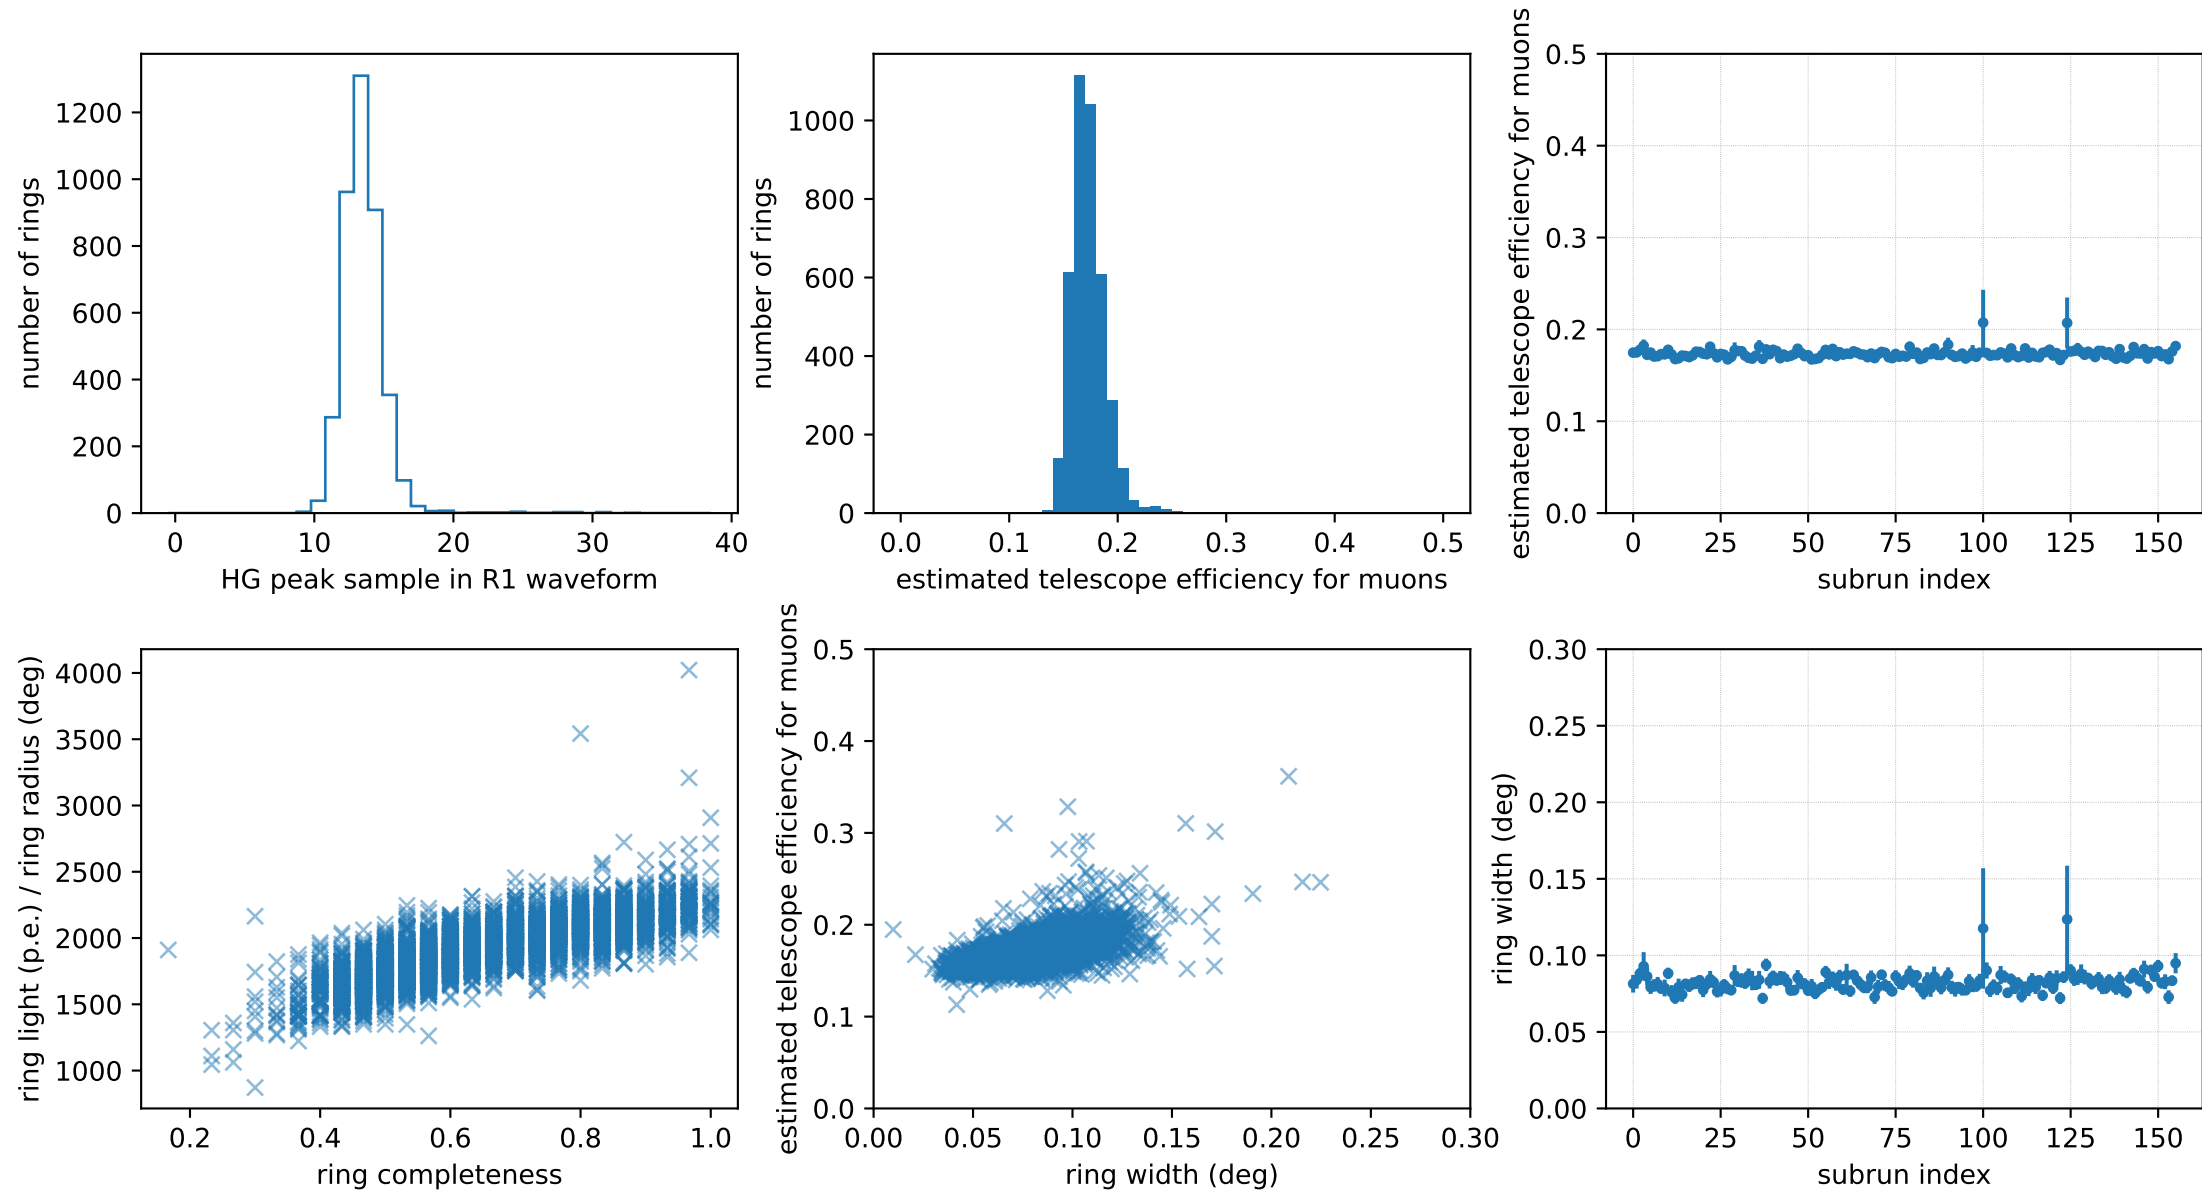 number of rings
0
200
400
600
800
1000
1200
0 10 20 30 40
HG peak sample in R1 waveform
number of rings
0
200
400
600
800
1000
0.0 0.1 0.2 0.3 0.4 0.5
estimated telescope efficiency for muons
estimated telescope efficiency for muons
0.0
0.1
0.2
0.3
0.4
0.5
0 25 50 75 100 125 150
subrun index
ring light (p.e.) / ring radius (deg)
1000
1500
2000
2500
3000
3500
4000
0.2 0.4 0.6 0.8 1.0
ring completeness
estimated telescope efficiency for muons
0.0
0.1
0.2
0.3
0.4
0.5
0.00 0.05 0.10 0.15 0.20 0.25 0.30
ring width (deg)
ring width (deg)
0.00
0.05
0.10
0.15
0.20
0.25
0.30
0 25 50 75 100 125 150
subrun index